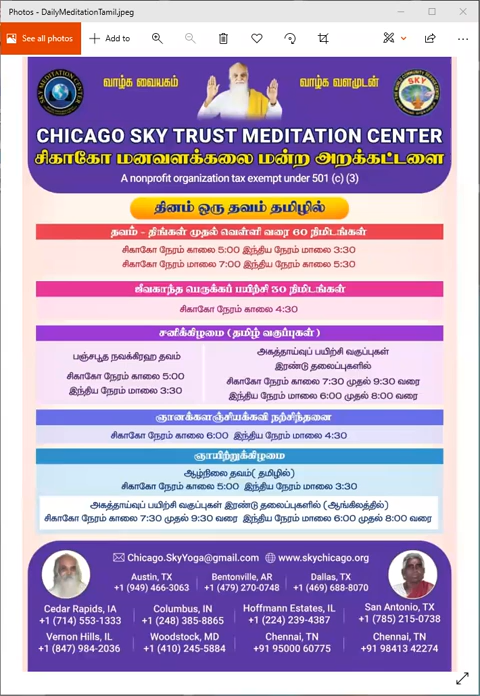 Photos - DailyMeditationTamil.jpeg
See all photos
Add to
வாழ்க வையகம்
வாழ்க வளமுடன்
CHICAGO SKY TRUST MEDITATION CENTER
சிகாகோ மனவளக்கலை மன்ற அறக்கட்டளை
A nonprofit organization tax exempt under 501 (c) (3)
தினம் ஒரு தவம் தமிழில்
தவம் - திங்கள் முதல் வெள்ளி வரை 60 நிமிடங்கள்
சிகாகோ நேரம் காலை 5:00 இந்திய நேரம் மாலை 3:30
சிகாகோ நேரம் மாலை 7:00 இந்திய நேரம் காலை 5:30
ஜீவகாந்த பெருக்கப் பயிற்சி 30 நிமிடங்கள்
சிகாகோ நேரம் காலை 4:30
சனிக்கிழமை (தமிழ் வகுப்புகள்)
பஞ்சபூத நவக்கிரஹ தவம்
சிகாகோ நேரம் காலை 5:00
இந்திய நேரம் மாலை 3:30
அகத்தாய்வுப் பயிற்சி வகுப்புகள்
இரண்டு தலைப்புகளில்
சிகாகோ நேரம் காலை 7:30 முதல் 9:30 வரை
இந்திய நேரம் மாலை 6:00 முதல் 8:00 வரை
ஞானக்களஞ்சியக்கவி நற்சிந்தனை
சிகாகோ நேரம் காலை 6:00 இந்திய நேரம் மாலை 4:30
ஞாயிற்றுக்கிழமை
ஆழ்நிலை தவம்( தமிழில்)
சிகாகோ நேரம் காலை 5:00 இந்திய நேரம் மாலை 3:30
அகத்தாய்வுப் பயிற்சி வகுப்புகள் இரண்டு தலைப்புகளில் (ஆங்கிலத்தில்)
சிகாகோ நேரம் காலை 7:30 முதல் 9:30 வரை இந்திய நேரம் மாலை 6:00 முதல் 8:00 வரை
Chicago.SkyYoga@gmail.com www.skychicago.org
Austin, TX
+1 (949) 466-3063
Bentonville, AR
+1 (479) 270-0748
Dallas, TX
+1 (469) 688-8070
Cedar Rapids, IA
+1 (714) 553-1333
Columbus, IN
+1 (248) 385-8865
Hoffmann Estates, IL
+1 (224) 239-4387
San Antonio, TX
+1 (785) 215-0738
Vernon Hills, IL
+1 (847) 984-2036
Woodstock, MD
+1 (410) 245-5884
Chennai, TN
+91 95000 60775
Chennai, TN
+91 98413 42274